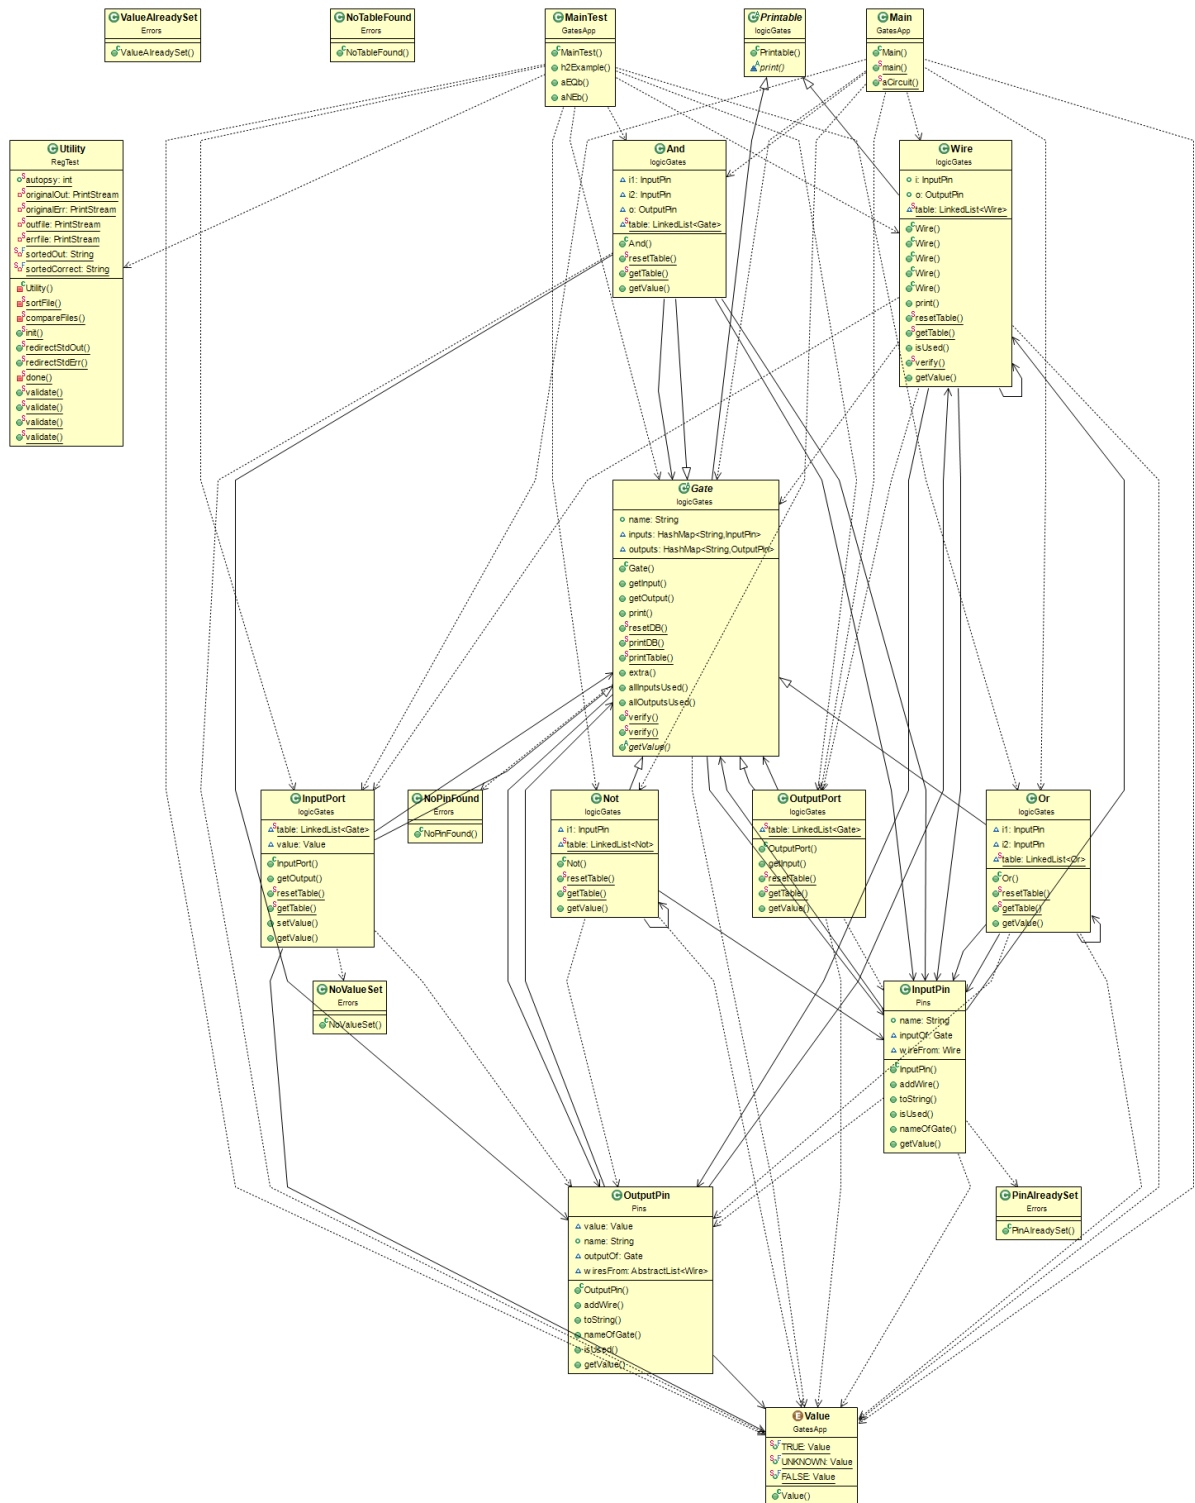 ValueAlreadySet
Errors
ValueAlreadySet()
NoTableFound
Errors
NoTableFound()
MainTest
GatesApp
MainTest()
h2Example()
aEQb()
aNEb()
Printable
logicGates
Printable()
print()
Main
GatesApp
Main()
main()
aCircuit()
Utility
RegTest
autopsy: int
originalOut: PrintStream
originalErr: PrintStream
outfile: PrintStream
errfile: PrintStream
sortedOut: String
sortedCorrect: String
Utility()
sortFile()
compareFiles()
init()
redirectStdOut()
redirectStdErr()
done()
validate()
validate()
validate()
validate()
And
logicGates
i1: InputPin
i2: InputPin
o: OutputPin
table: LinkedList<Gate>
And()
resetTable()
getTable()
getValue()
Wire
logicGates
i: InputPin
o: OutputPin
table: LinkedList<Wire>
Wire()
Wire()
Wire()
Wire()
Wire()
print()
resetTable()
getTable()
isUsed()
verify()
getValue()
Gate
logicGates
name: String
inputs: HashMap<String,InputPin>
outputs: HashMap<String,OutputPin>
Gate()
getInput()
getOutput()
print()
resetDB()
printDB()
printTable()
extra()
allInputsUsed()
allOutputsUsed()
verify()
verify()
getValue()
InputPort
logicGates
table: LinkedList<Gate>
value: Value
InputPort()
getOutput()
resetTable()
getTable()
setValue()
getValue()
NoPinFound
Errors
NoPinFound()
Not
logicGates
i1: InputPin
table: LinkedList<Not>
Not()
resetTable()
getTable()
getValue()
OutputPort
logicGates
table: LinkedList<Gate>
OutputPort()
getInput()
resetTable()
getTable()
getValue()
Or
logicGates
i1: InputPin
i2: InputPin
table: LinkedList<Or>
Or()
resetTable()
getTable()
getValue()
NoValueSet
Errors
NoValueSet()
InputPin
Pins
name: String
inputOf: Gate
wireFrom: Wire
InputPin()
addWire()
toString()
isUsed()
nameOfGate()
getValue()
OutputPin
Pins
value: Value
name: String
outputOf: Gate
wiresFrom: AbstractList<Wire>
OutputPin()
addWire()
toString()
nameOfGate()
isUsed()
getValue()
PinAlreadySet
Errors
PinAlreadySet()
Value
GatesApp
TRUE: Value
UNKNOWN: Value
FALSE: Value
Value()